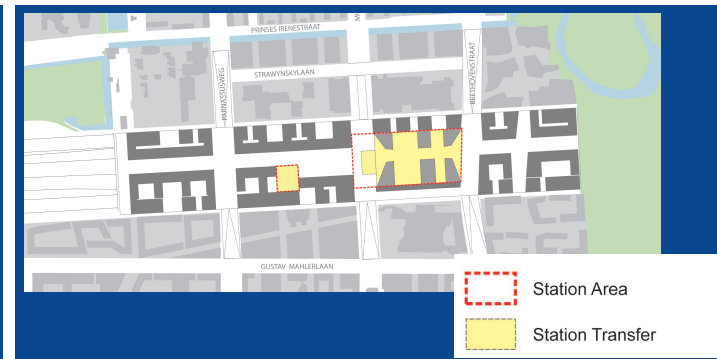 PRINSES IRENESTRAAT
STRAWYNSKYLAAN
PARNASSUSWEG
BEETHOVENSTRAAT
GUSTAV MAHLERLAAN
Station Area
Station Transfer